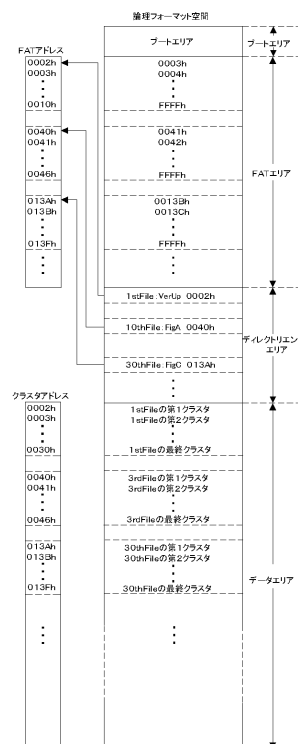 論理フォーマット空間
ブートエリア
ブートエリア
FATアドレス
0002h
0003h
0010h
0003h
0004h
FFFFh
0040h
0041h
0046h
0041h
0042h
FFFFh
FATエリア
013Ah
013Bh
013Fh
0013Bh
0013Ch
FFFFh
1stFile:VerUp 0002h
10thFile:FigA 0040h
30thFile:FigC 013Ah
ディレクトリエン
エリア
クラスタアドレス
0002h
0003h
0030h
1stFileの第1クラスタ
1stFileの第2クラスタ
1stFileの最終クラスタ
0040h
0041h
0046h
3rdFileの第1クラスタ
3rdFileの第2クラスタ
3rdFileの最終クラスタ
013Ah
013Bh
013Fh
30thFileの第1クラスタ
30thFileの第2クラスタ
30thFileの最終クラスタ
データエリア